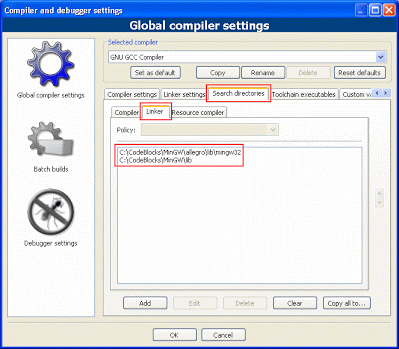 Compiler and debugger settings
Global compiler settings
Selected compiler
GNU GCC Compiler
Set as default
Copy
Rename
Delete
Reset defaults
Global compiler settings
Batch builds
Debugger settings
Compiler settings
Linker settings
Search directories
Toolchain executables
Custom v
Compiler
Linker
Resource compiler
Policy:
C:\CodeBlocks\MinGW\allegro\lib\mingw32
C:\CodeBlocks\MinGW\lib
Add
Edit
Delete
Clear
Copy all to...
OK
Cancel